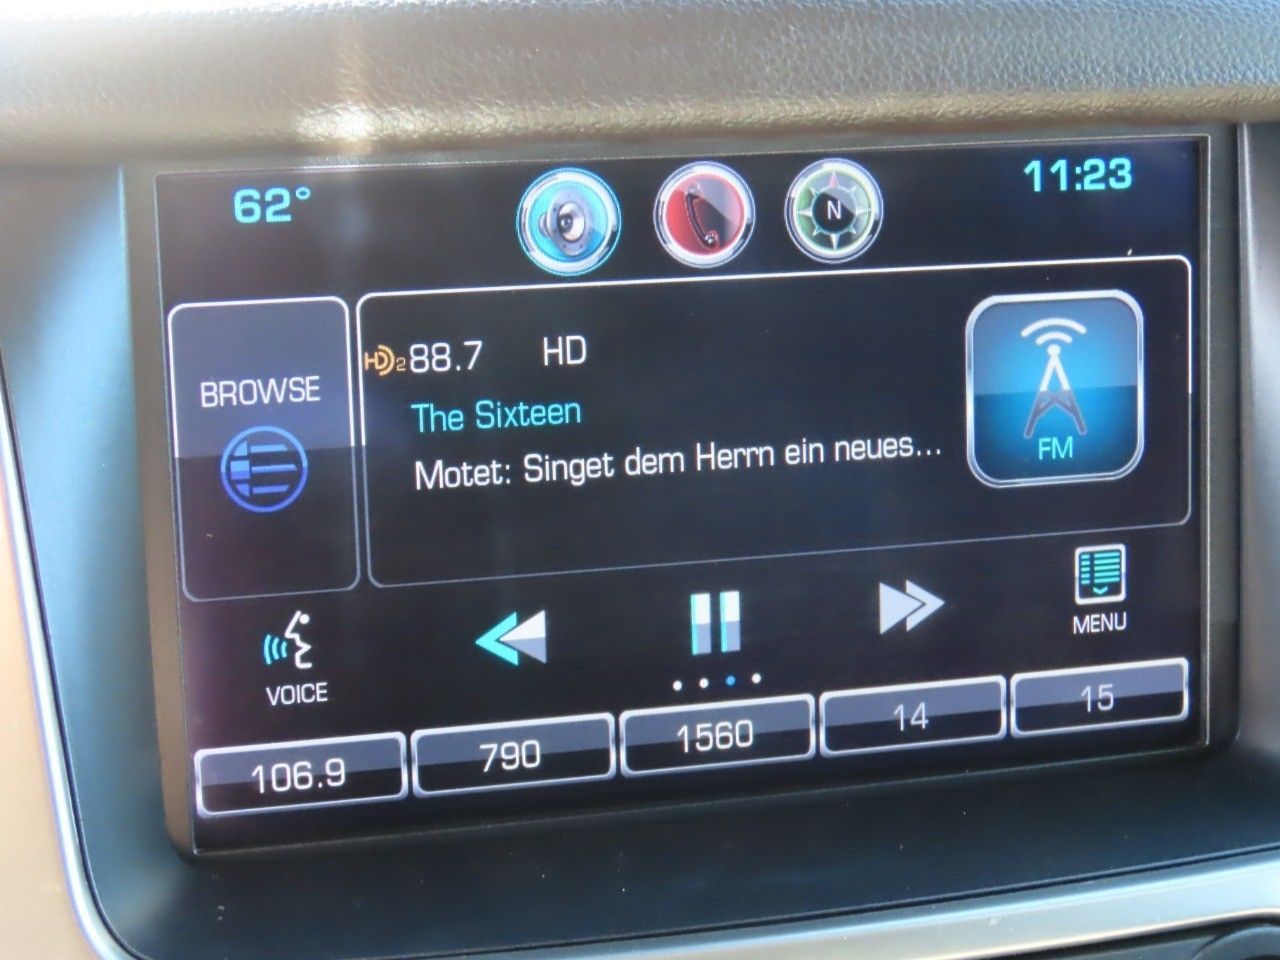 62°
N
11:23
BROWSE
HD2 88.7 HD
The Sixteen
Motet: Singet dem Herrn ein neues...
FM
VOICE
MENU
106.9
790
1560
14
15